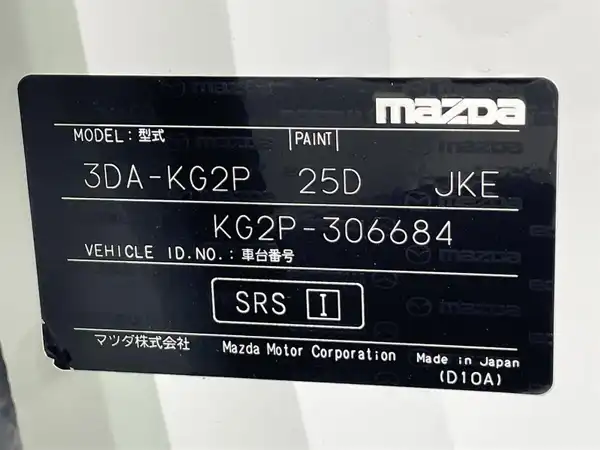 mazda
MODEL: 型式 |PAINT|
3DA-KG2P 25D JKE
KG2P-306684
VEHICLE ID.NO.: 車台番号
SRS I
マツダ株式会社 Mazda Motor Corporation Made in Japan
(D10A)